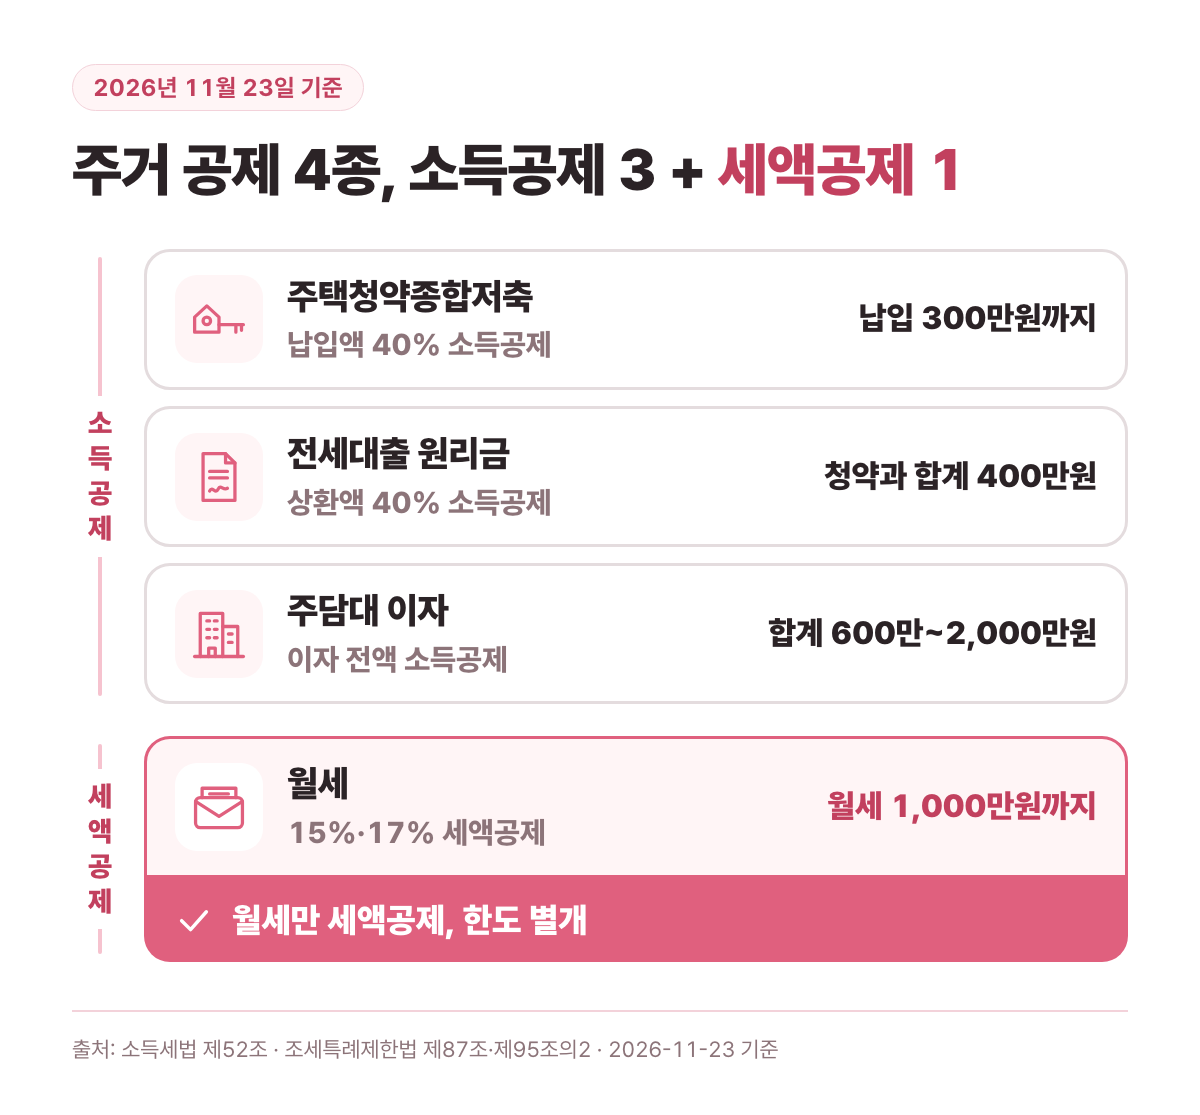 2026년 11월 23일 기준
주거 공제 4종, 소득공제 3 + 세액공제 1
소득공제
주택청약종합저축
납입액 40% 소득공제
납입 300만원까지
전세대출 원리금
상환액 40% 소득공제
청약과 합계 400만원
주담대 이자
이자 전액 소득공제
합계 600만~2,000만원
세액공제
월세
15%·17% 세액공제
월세 1,000만원까지
월세만 세액공제, 한도 별개
출처: 소득세법 제52조 · 조세특례제한법 제87조·제95조의2 · 2026-11-23 기준